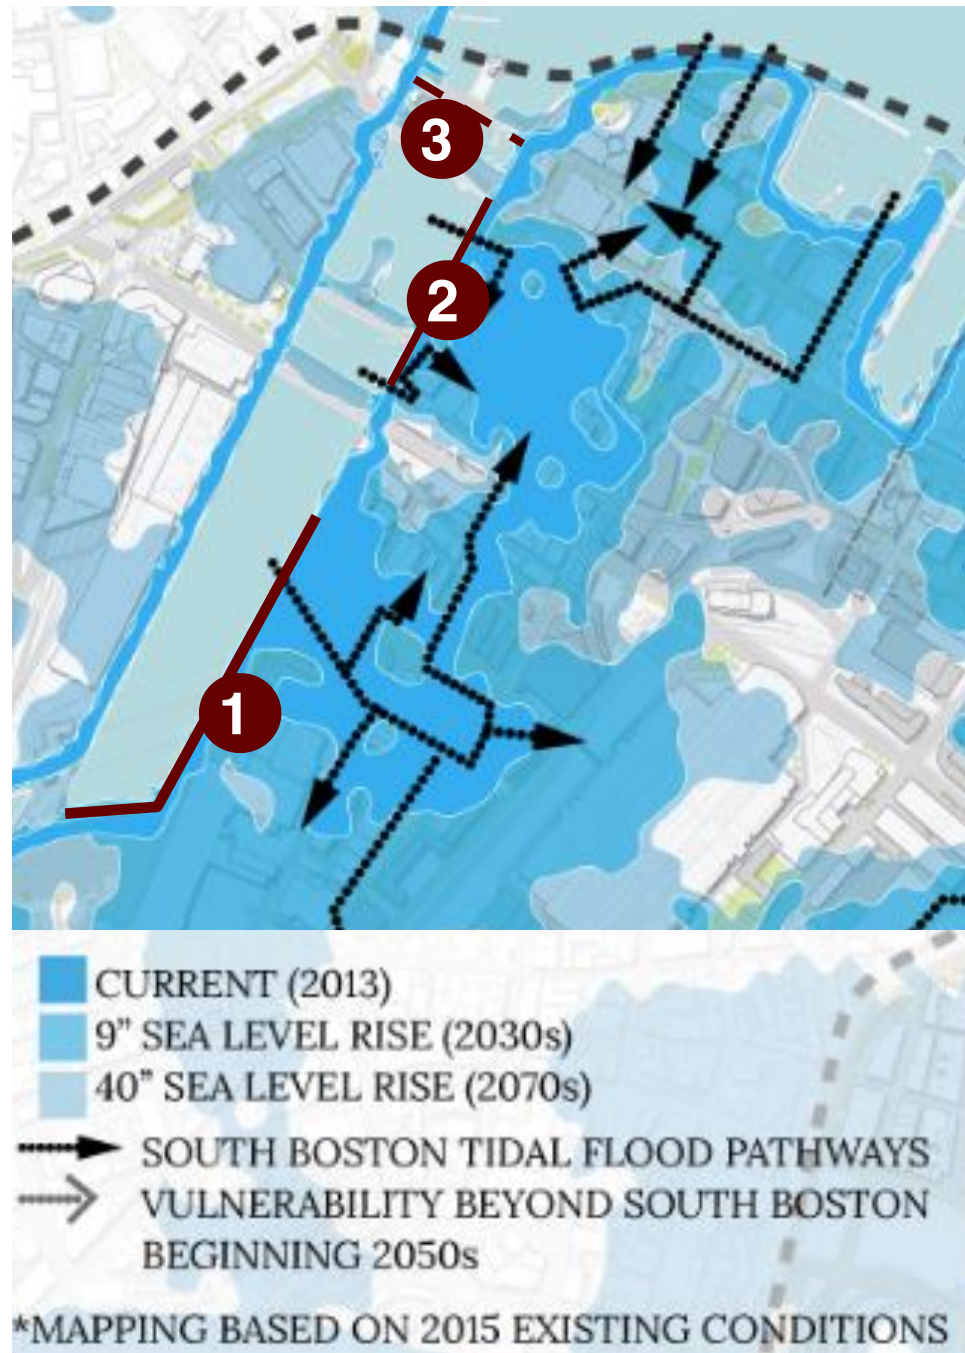 3
2
1
CURRENT (2013)
9” SEA LEVEL RISE (2030s)
40” SEA LEVEL RISE (2070s)
SOUTH BOSTON TIDAL FLOOD PATHWAYS
VULNERABILITY BEYOND SOUTH BOSTON
BEGINNING 2050s
*MAPPING BASED ON 2015 EXISTING CONDITIONS